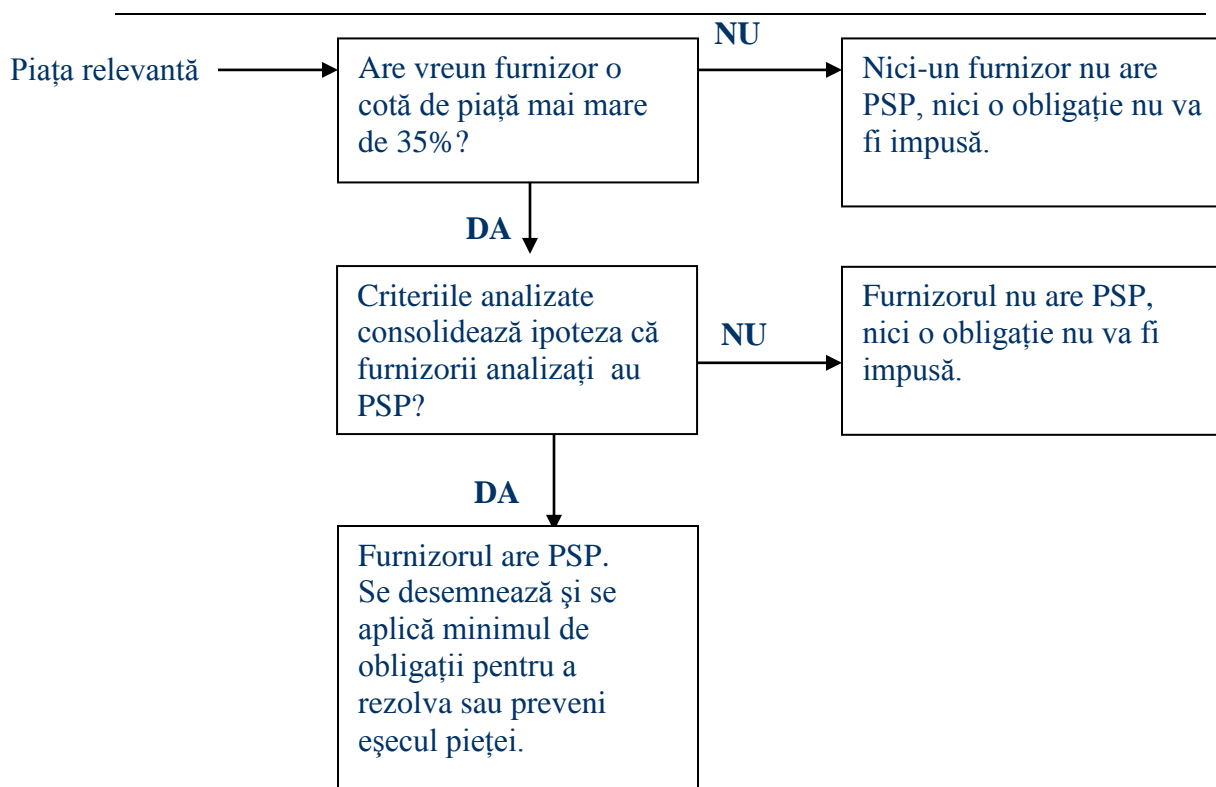 NU
Piața relevantă
Are vreun furnizor o
cotă de piață mai mare
de 35%?
Nici-un furnizor nu are
PSP, nici o obligație nu va
fi impusă.
DA
Criteriile analizate
consolidează ipoteza că
furnizorii analizați au
PSP?
NU
Furnizorul nu are PSP,
nici o obligație nu va fi
impusă.
DA
Furnizorul are PSP.
Se desemnează şi se
aplică minimul de
obligații pentru a
rezolva sau preveni
eşecul pieței.